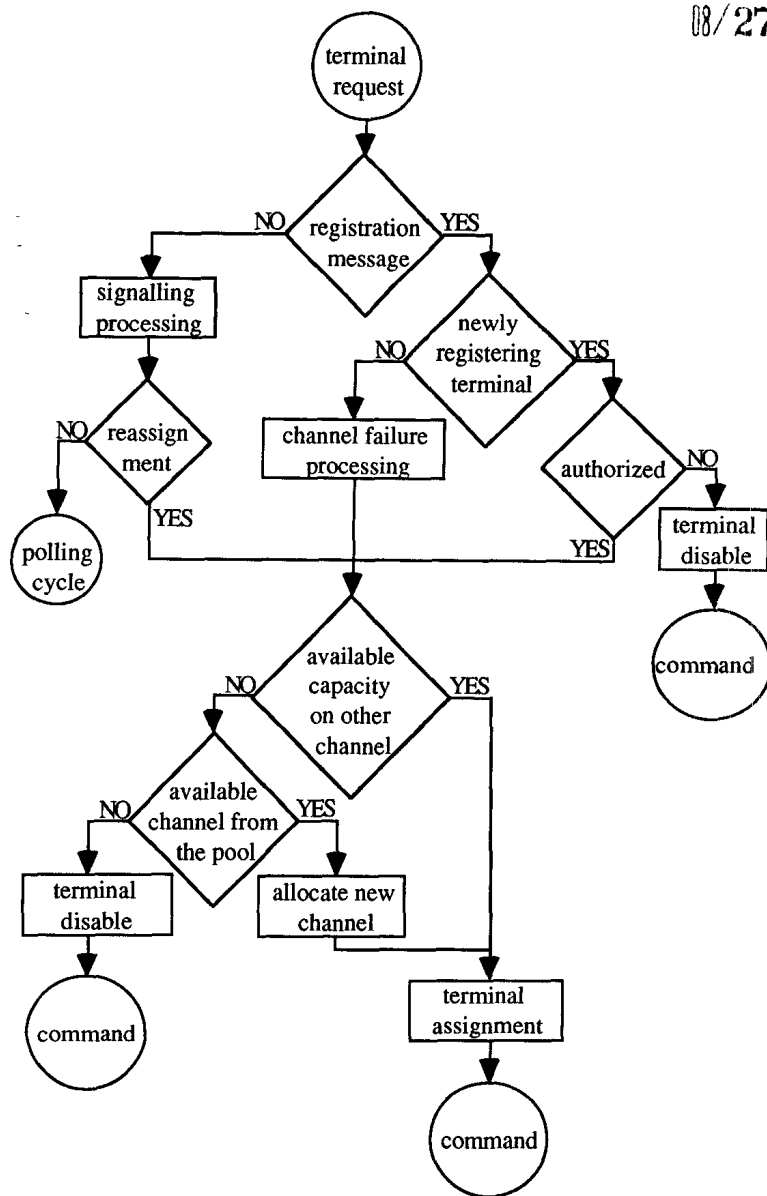 08/27
terminal
request
NO
registration
message
YES
signalling
processing
NO
newly
registering
terminal
YES
NO
reassign
ment
YES
channel failure
processing
authorized
NO
YES
polling
cycle
terminal
disable
command
NO
available
capacity
on other
channel
YES
NO
available
channel from
the pool
YES
terminal
disable
allocate new
channel
command
terminal
assignment
command